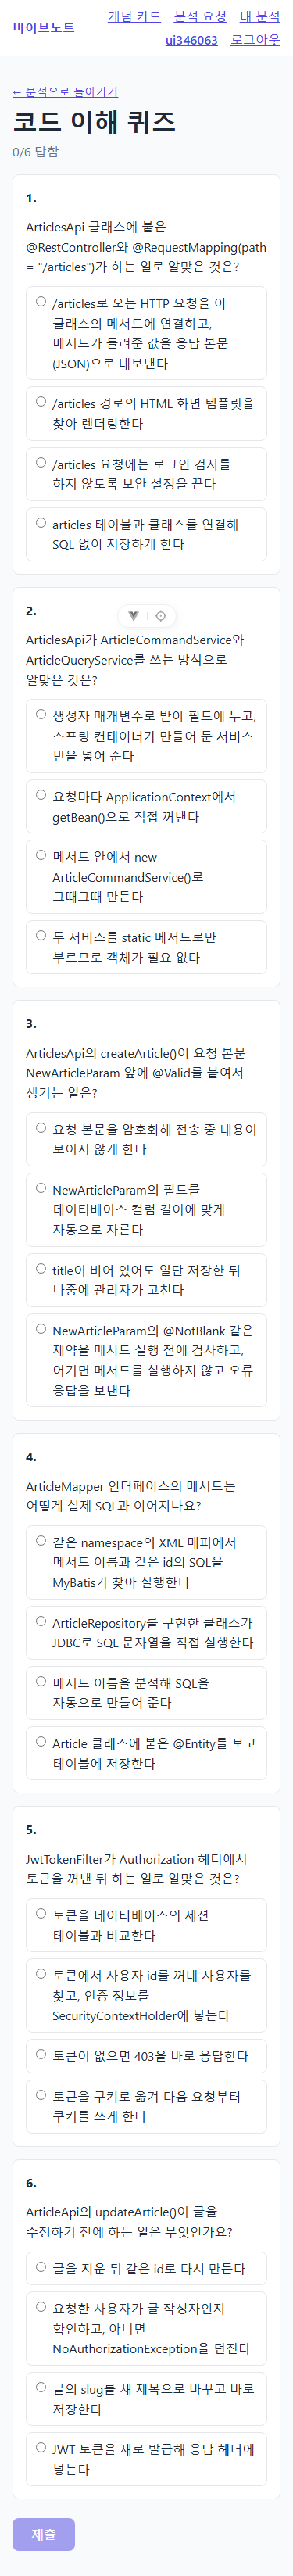 바이브노트
개념 카드 분석 요청 내 분석
ui346063 로그아웃
← 분석으로 돌아가기
코드 이해 퀴즈
0/6 답함
1.
ArticlesApi 클래스에 붙은
@RestController와 @RequestMapping(path
= "/articles")가 하는 일로 알맞은 것은?
/articles로 오는 HTTP 요청을 이
클래스의 메서드에 연결하고,
메서드가 돌려준 값을 응답 본문
(JSON)으로 내보낸다
/articles 경로의 HTML 화면 템플릿을
찾아 렌더링한다
/articles 요청에는 로그인 검사를
하지 않도록 보안 설정을 끈다
articles 테이블과 클래스를 연결해
SQL 없이 저장하게 한다
2.
ArticlesApi가 ArticleCommandService와
ArticleQueryService를 쓰는 방식으로
알맞은 것은?
생성자 매개변수로 받아 필드에 두고,
스프링 컨테이너가 만들어 둔 서비스
빈을 넣어 준다
요청마다 ApplicationContext에서
getBean()으로 직접 꺼낸다
메서드 안에서 new
ArticleCommandService()로
그때그때 만든다
두 서비스를 static 메서드로만
부르므로 객체가 필요 없다
3.
ArticlesApi의 createArticle()이 요청 본문
NewArticleParam 앞에 @Valid를 붙여서
생기는 일은?
요청 본문을 암호화해 전송 중 내용이
보이지 않게 한다
NewArticleParam의 필드를
데이터베이스 컬럼 길이에 맞게
자동으로 자른다
title이 비어 있어도 일단 저장한 뒤
나중에 관리자가 고친다
NewArticleParam의 @NotBlank 같은
제약을 메서드 실행 전에 검사하고,
어기면 메서드를 실행하지 않고 오류
응답을 보낸다
4.
ArticleMapper 인터페이스의 메서드는
어떻게 실제 SQL과 이어지나요?
같은 namespace의 XML 매퍼에서
메서드 이름과 같은 id의 SQL을
MyBatis가 찾아 실행한다
ArticleRepository를 구현한 클래스가
JDBC로 SQL 문자열을 직접 실행한다
메서드 이름을 분석해 SQL을
자동으로 만들어 준다
Article 클래스에 붙은 @Entity를 보고
테이블에 저장한다
5.
JwtTokenFilter가 Authorization 헤더에서
토큰을 꺼낸 뒤 하는 일로 알맞은 것은?
토큰을 데이터베이스의 세션
테이블과 비교한다
토큰에서 사용자 id를 꺼내 사용자를
찾고, 인증 정보를
SecurityContextHolder에 넣는다
토큰이 없으면 403을 바로 응답한다
토큰을 쿠키로 옮겨 다음 요청부터
쿠키를 쓰게 한다
6.
ArticleApi의 updateArticle()이 글을
수정하기 전에 하는 일은 무엇인가요?
글을 지운 뒤 같은 id로 다시 만든다
요청한 사용자가 글 작성자인지
확인하고, 아니면
NoAuthorizationException을 던진다
글의 slug를 새 제목으로 바꾸고 바로
저장한다
JWT 토큰을 새로 발급해 응답 헤더에
넣는다
제출